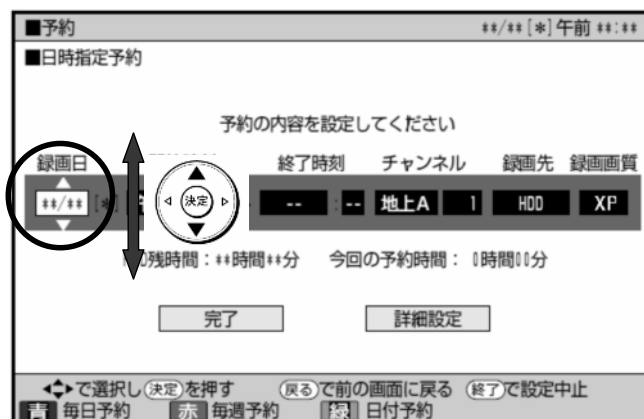 ■予約 **/**[*]午前 **:**
■日時指定予約
予約の内容を設定してください
録画日 終了時刻 チャンネル 録画先 録画画質
**/** [*] 決定 -- : -- 地上A 1 HDD XP
残時間：**時間**分 今回の予約時間： 0時間00分
完了 詳細設定
で選択し 決定 を押す 戻る で前の画面に戻る 終了 で設定中止
青 毎日予約 赤 毎週予約 緑 日付予約